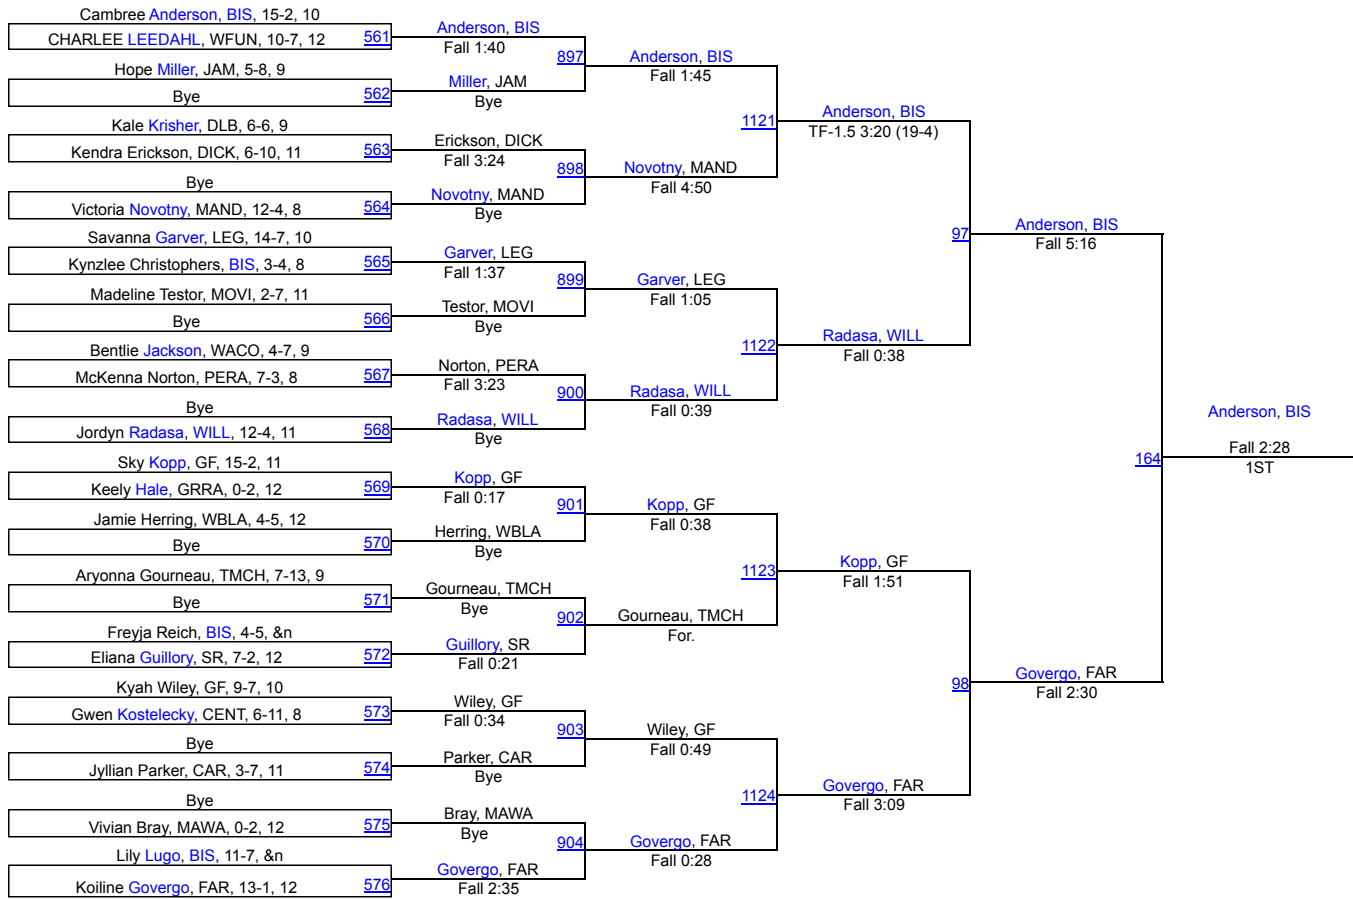 Cambree Anderson, BIS, 15-2, 10
CHARLEE LEEDAHL, WFUN, 10-7, 12
561
Hope Miller, JAM, 5-8, 9
Bye
562
Kale Krisher, DLB, 6-6, 9
Kendra Erickson, DICK, 6-10, 11
563
Bye
Victoria Novotny, MAND, 12-4, 8
564
Savanna Garver, LEG, 14-7, 10
Kynzlee Christophers, BIS, 3-4, 8
565
Madeline Testor, MOVI, 2-7, 11
Bye
566
Bentlie Jackson, WACO, 4-7, 9
McKenna Norton, PERA, 7-3, 8
567
Bye
Jordyn Radasa, WILL, 12-4, 11
568
Sky Kopp, GF, 15-2, 11
Keely Hale, GRRA, 0-2, 12
569
Jamie Herring, WBLA, 4-5, 12
Bye
570
Aryonna Gourneau, TMCH, 7-13, 9
Bye
571
Freyja Reich, BIS, 4-5, &n
Eliana Guillory, SR, 7-2, 12
572
Kyah Wiley, GF, 9-7, 10
Gwen Kostelecky, CENT, 6-11, 8
573
Bye
Jyllian Parker, CAR, 3-7, 11
574
Bye
Vivian Bray, MAWA, 0-2, 12
575
Lily Lugo, BIS, 11-7, &n
Koiline Govergo, FAR, 13-1, 12
576
Anderson, BIS
Fall 1:40
897
Miller, JAM
Bye
Erickson, DICK
Fall 3:24
898
Novotny, MAND
Bye
Garver, LEG
Fall 1:37
899
Testor, MOVI
Bye
Norton, PERA
Fall 3:23
900
Radasa, WILL
Bye
Kopp, GF
Fall 0:17
901
Herring, WBLA
Bye
Gourneau, TMCH
Bye
902
Guillory, SR
Fall 0:21
Wiley, GF
Fall 0:34
903
Parker, CAR
Bye
Bray, MAWA
Bye
904
Govergo, FAR
Fall 2:35
Anderson, BIS
Fall 1:45
1121
Novotny, MAND
Fall 4:50
Garver, LEG
Fall 1:05
1122
Radasa, WILL
Fall 0:39
Kopp, GF
Fall 0:38
1123
Gourneau, TMCH
For.
Wiley, GF
Fall 0:49
1124
Govergo, FAR
Fall 0:28
Anderson, BIS
TF-1.5 3:20 (19-4)
97
Radasa, WILL
Fall 0:38
Kopp, GF
Fall 1:51
98
Govergo, FAR
Fall 3:09
Anderson, BIS
Fall 5:16
164
Govergo, FAR
Fall 2:30
Anderson, BIS
Fall 2:28
1ST